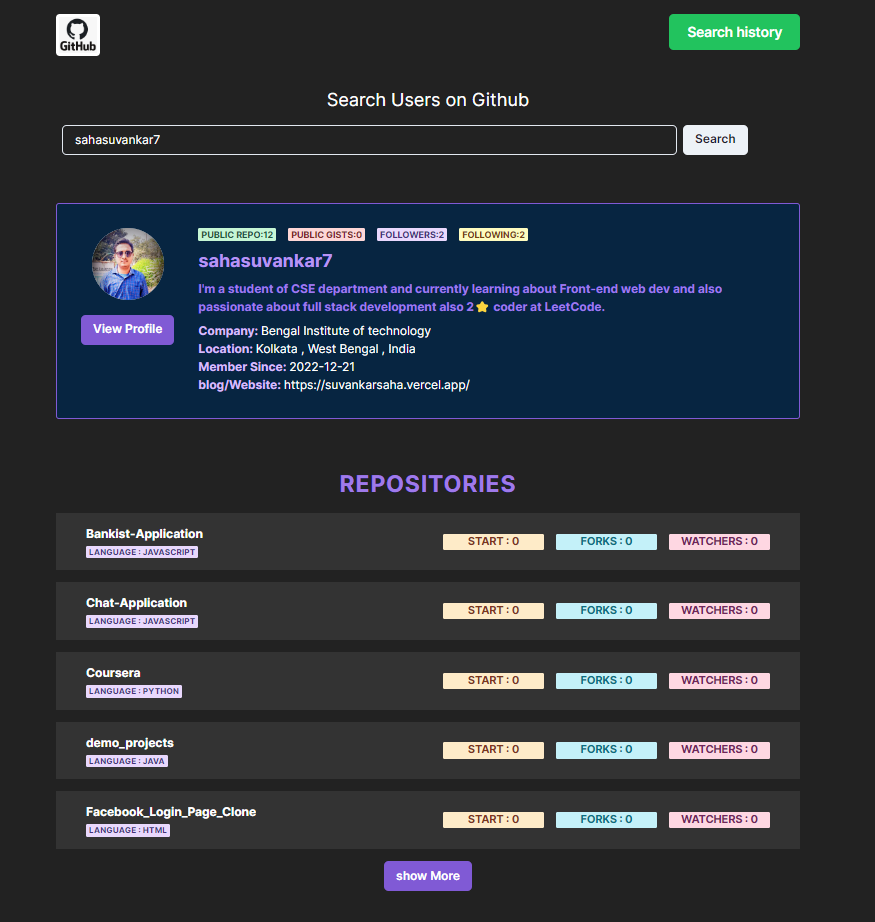 GitHub
Search history
Search Users on Github
sahasuvankar7
Search
PUBLIC REPO:12 PUBLIC GISTS:0 FOLLOWERS:2 FOLLOWING:2
sahasuvankar7
I'm a student of CSE department and currently learning about Front-end web dev and also
passionate about full stack development also 2⭐ coder at LeetCode.
View Profile
Company: Bengal Institute of technology
Location: Kolkata , West Bengal , India
Member Since: 2022-12-21
blog/Website: https://suvankarsaha.vercel.app/
REPOSITORIES
Bankist-Application
LANGUAGE : JAVASCRIPT
START : 0 FORKS : 0 WATCHERS : 0
Chat-Application
LANGUAGE : JAVASCRIPT
START : 0 FORKS : 0 WATCHERS : 0
Coursera
LANGUAGE : PYTHON
START : 0 FORKS : 0 WATCHERS : 0
demo_projects
LANGUAGE : JAVA
START : 0 FORKS : 0 WATCHERS : 0
Facebook_Login_Page_Clone
LANGUAGE : HTML
START : 0 FORKS : 0 WATCHERS : 0
show More